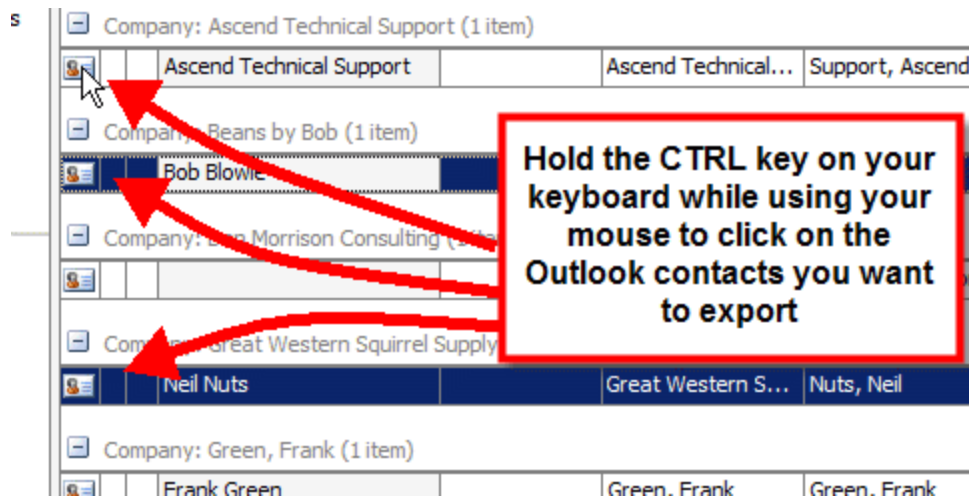 s
Company: Ascend Technical Support (1 item)
Ascend Technical Support Ascend Technical... Support, Ascend
Company: Beans by Bob (1 item)
Bob Blowie
Hold the CTRL key on your
keyboard while using your
mouse to click on the
Outlook contacts you want
to export
Company: Morrison Consulting
Company: Great Western Squirrel Supply
Neil Nuts Great Western S... Nuts, Neil
Company: Green, Frank (1 item)
Frank Green Green, Frank Green, Frank